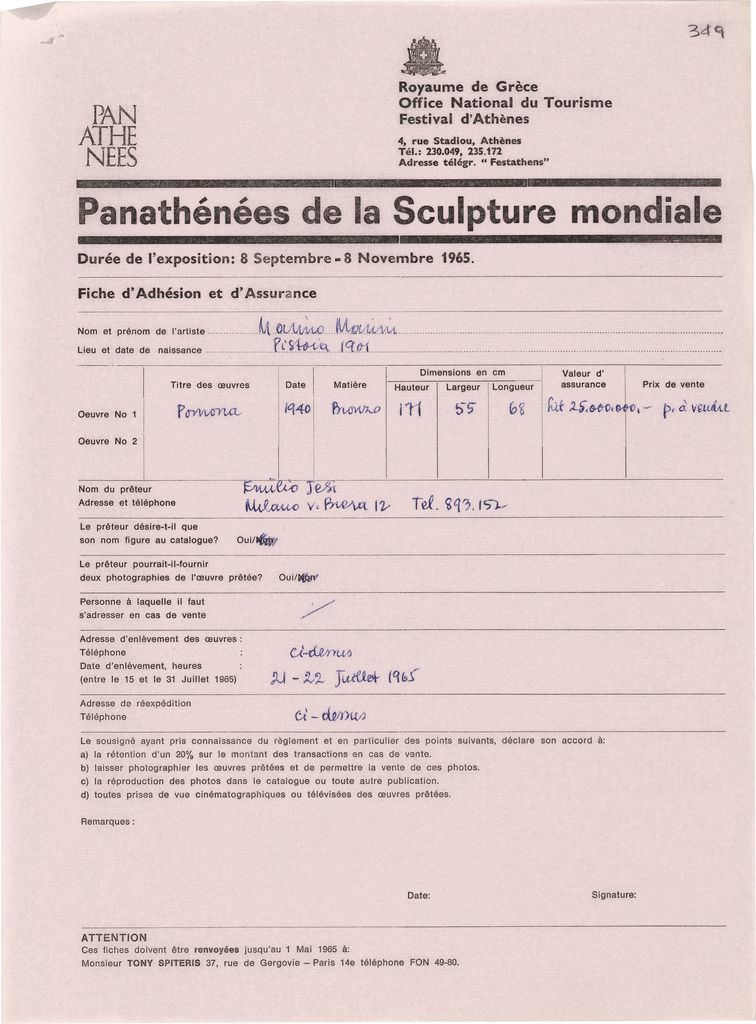 349
PAN
ATHE
NEES
Royaume de Grèce
Office National du Tourisme
Festival d'Athènes
4, rue Stadiou, Athènes
Tél.: 230.049, 235.172
Adresse télégr. " Festathens"
Panathénées de la Sculpture mondiale
Durée de l'exposition: 8 Septembre - 8 Novembre 1965.
Fiche d'Adhésion et d'Assurance
Nom et prénom de l'artiste Marino Marini
Lieu et date de naissance Pistoia 1901
Titre des œuvres Date Matière Dimensions en cm Hauteur Largeur Longueur Valeur d'assurance Prix de vente
Oeuvre No 1 Pomona 1940 Bronzo 171 55 68 Lit 25.000.000,- p. à vendre
Oeuvre No 2
Nom du prêteur Emilio Jesi
Adresse et téléphone Milano v. Brera 12 Tel. 893.152
Le prêteur désire-t-il que
son nom figure au catalogue? Oui/Non
Le prêteur pourrait-il-fournir
deux photographies de l'œuvre prêtée? Oui/Non
Personne à laquelle il faut
s'adresser en cas de vente /
Adresse d'enlèvement des œuvres :
Téléphone : ci-dessus
Date d'enlèvement, heures :
(entre le 15 et le 31 Juillet 1965) 21 - 22 Juillet 1965
Adresse de réexpédition
Téléphone ci-dessus
Le sousigné ayant pris connaissance du règlement et en particulier des points suivants, déclare son accord à:
a) la rétention d'un 20% sur le montant des transactions en cas de vente.
b) laisser photographier les œuvres prêtées et de permettre la vente de ces photos.
c) la réproduction des photos dans le catalogue ou toute autre publication.
d) toutes prises de vue cinématographiques ou télévisées des œuvres prêtées.
Remarques :
Date: Signature:
ATTENTION
Ces fiches doivent être renvoyées jusqu'au 1 Mai 1965 à:
Monsieur TONY SPITERIS 37, rue de Gergovie – Paris 14e téléphone FON 49-80.